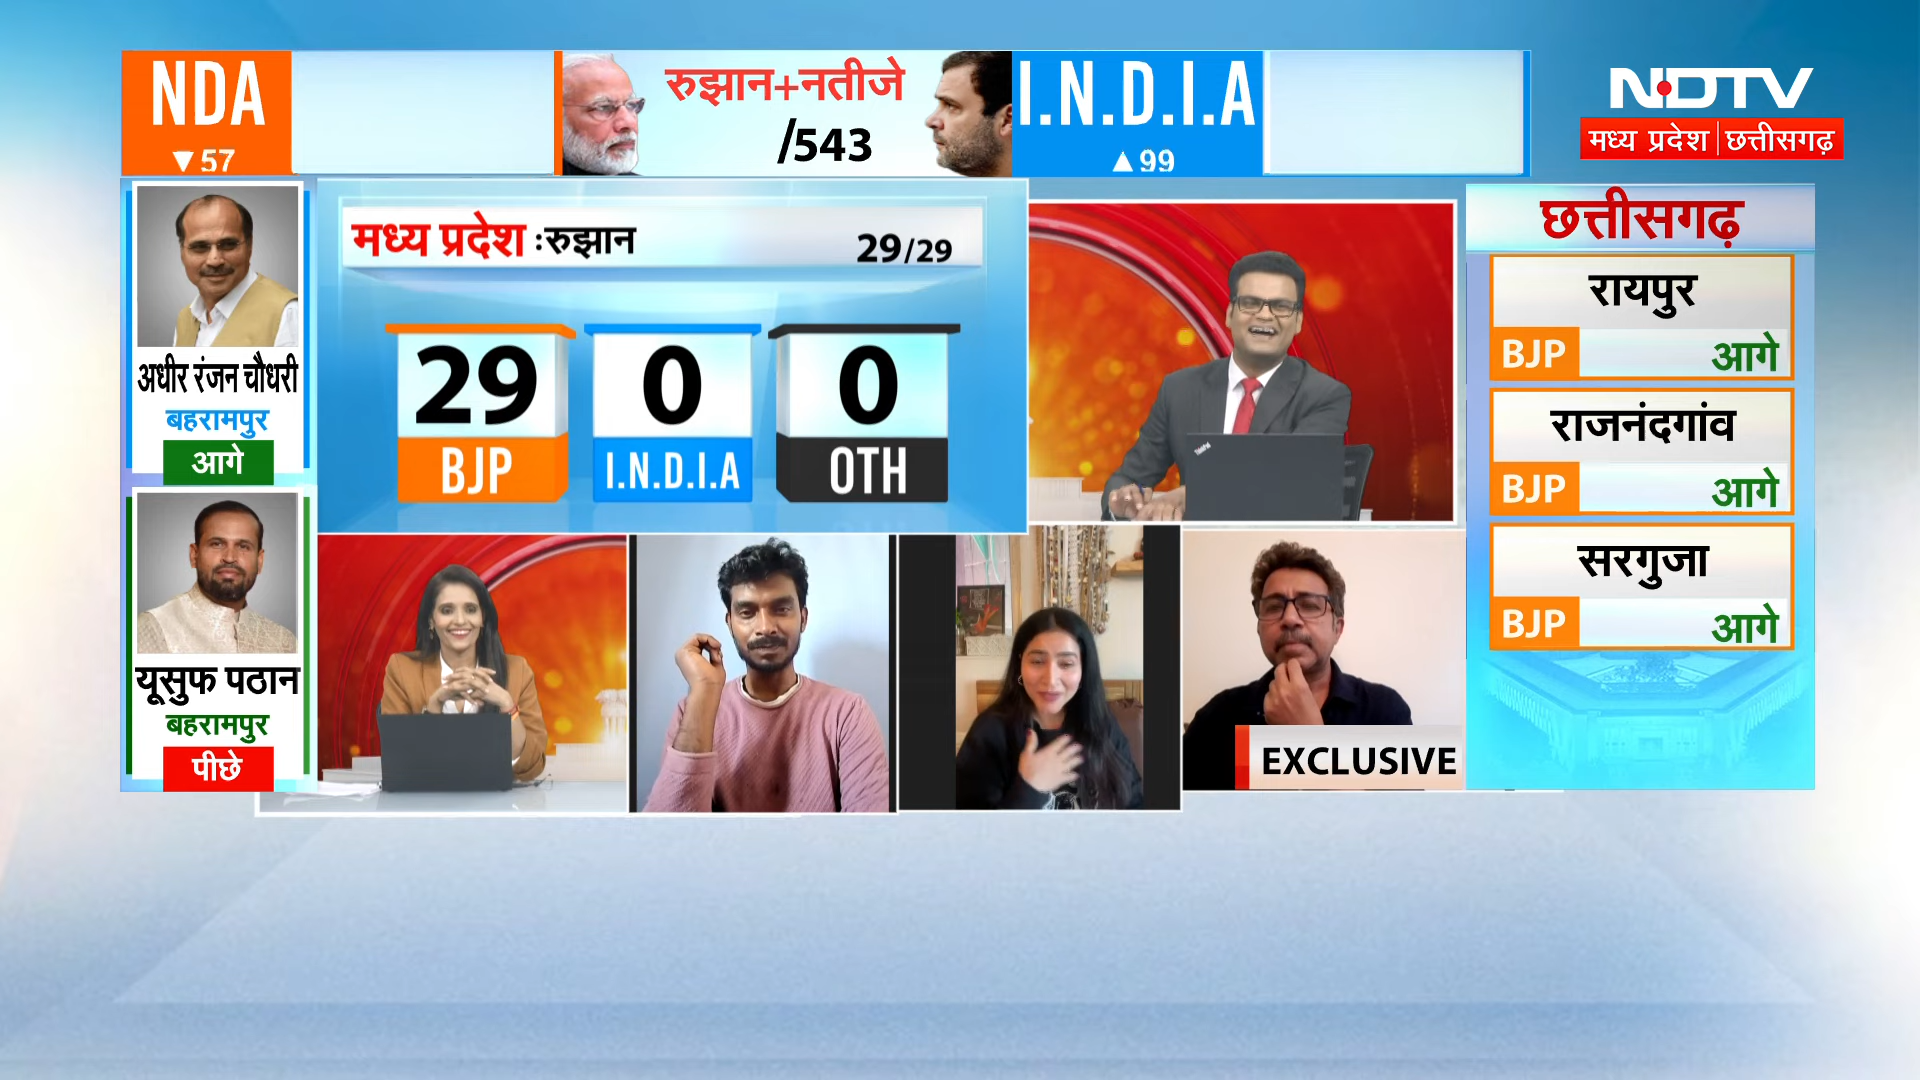 NDA
▼57
रुझान+नतीजे
/543
I.N.D.I.A
▲99
NDTV
मध्य प्रदेश | छत्तीसगढ़
अधीर रंजन चौधरी
बहरामपुर
आगे
यूसुफ पठान
बहरामपुर
पीछे
मध्य प्रदेश :रुझान
29/29
29
BJP
0
I.N.D.I.A
0
OTH
ThinkPad
EXCLUSIVE
छत्तीसगढ़
रायपुर
BJP आगे
राजनंदगांव
BJP आगे
सरगुजा
BJP आगे